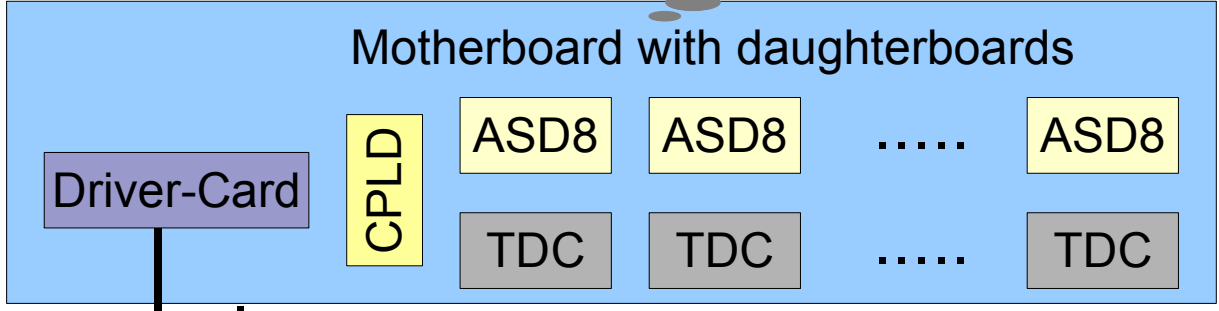 Motherboard with daughterboards
ASD8 ASD8 ..... ASD8
Driver-Card
CPLD
TDC TDC ..... TDC